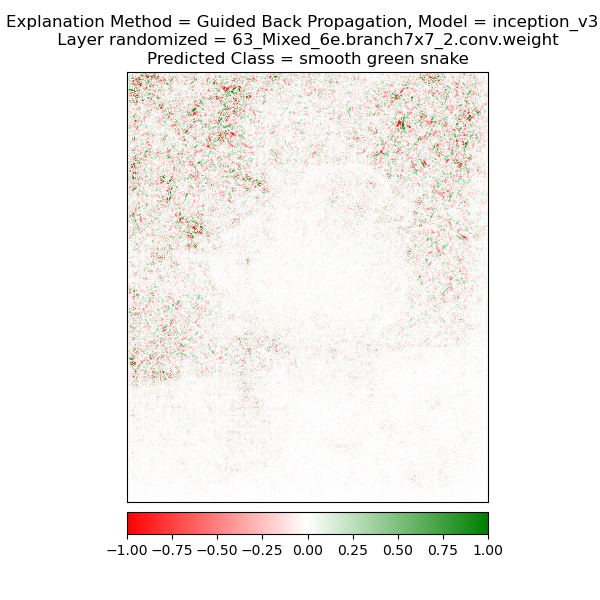 Explanation Method = Guided Back Propagation, Model = inception_v3
Layer randomized = 63_Mixed_6e.branch7x7_2.conv.weight
Predicted Class = smooth green snake
−1.00 −0.75 −0.50 −0.25 0.00 0.25 0.50 0.75 1.00